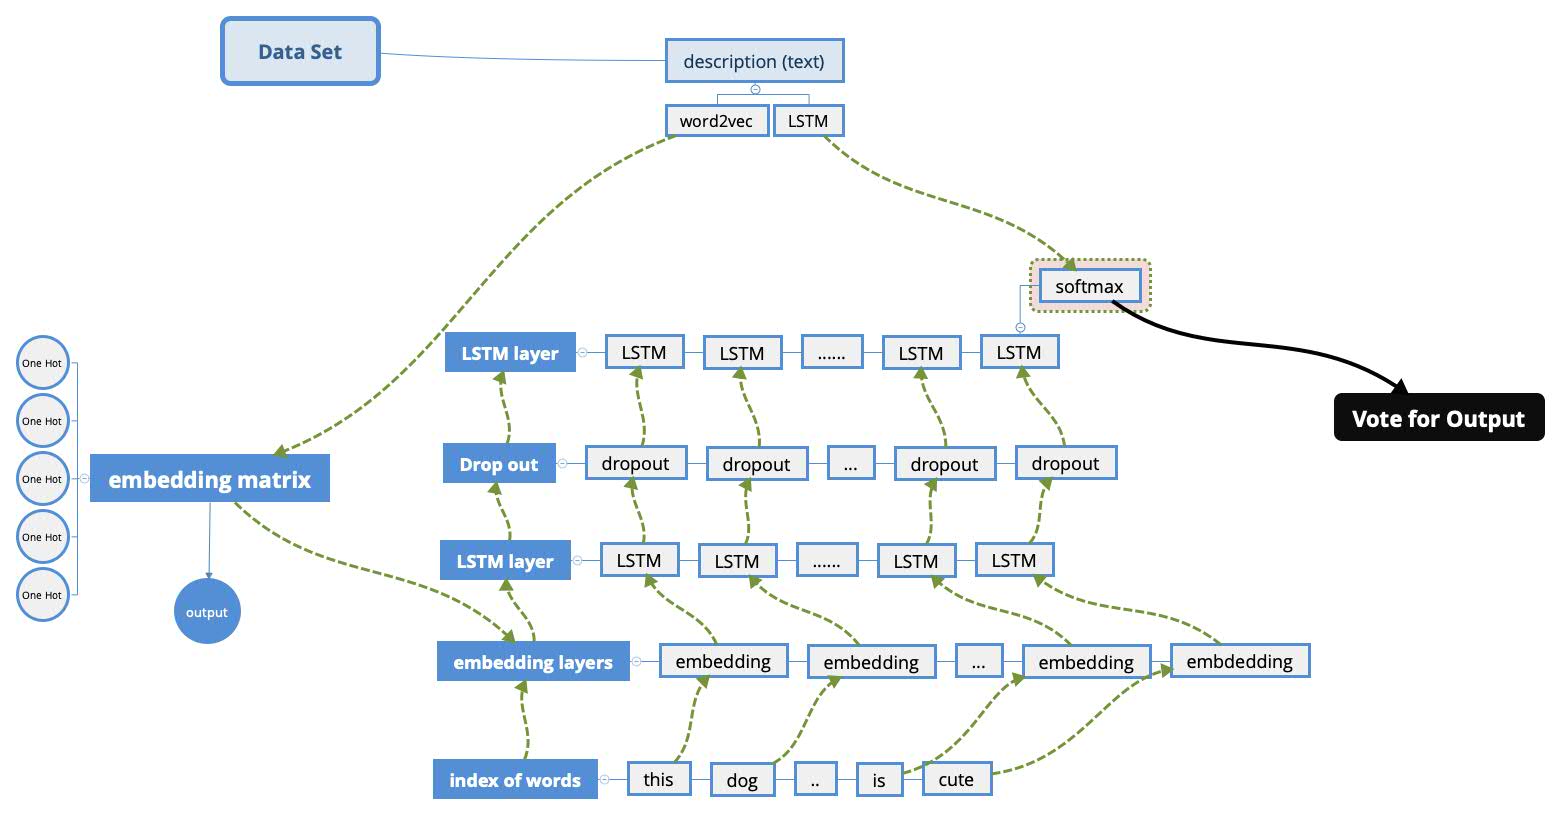 Data Set
description (text)
word2vec
LSTM
softmax
Vote for Output
LSTM layer
LSTM
LSTM
......
LSTM
LSTM
One Hot
One Hot
One Hot
One Hot
One Hot
embedding matrix
output
Drop out
dropout
dropout
...
dropout
dropout
LSTM layer
LSTM
LSTM
......
LSTM
LSTM
embedding layers
embedding
embedding
...
embedding
embdedding
index of words
this
dog
..
is
cute